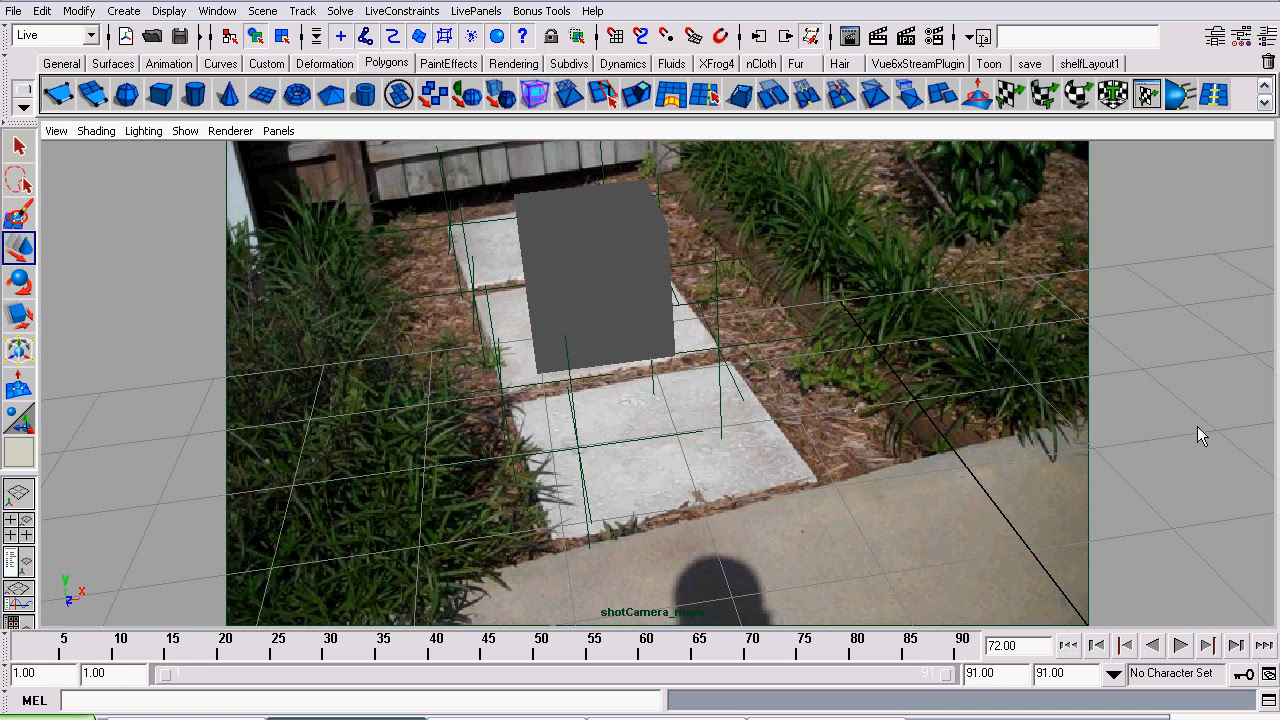 File Edit Modify Create Display Window Scene Track Solve LiveConstraints LivePanels Bonus Tools Help
Live
General Surfaces Animation Curves Custom Deformation Polygons PaintEffects Rendering Subdivs Dynamics Fluids XFrog4 nCloth Fur Hair Vue6xStreamPlugin Toon save shelfLayout1
View Shading Lighting Show Renderer Panels
y
x
z
shotCamera_maya
5 10 15 20 25 30 35 40 45 50 55 60 65 70 75 80 85 90 72.00
1.00 1.00 1 91 91.00 91.00 No Character Set
MEL